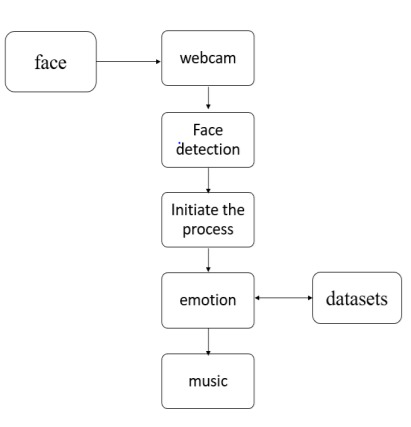 face
webcam
Face
detection
Initiate the
process
emotion
datasets
music